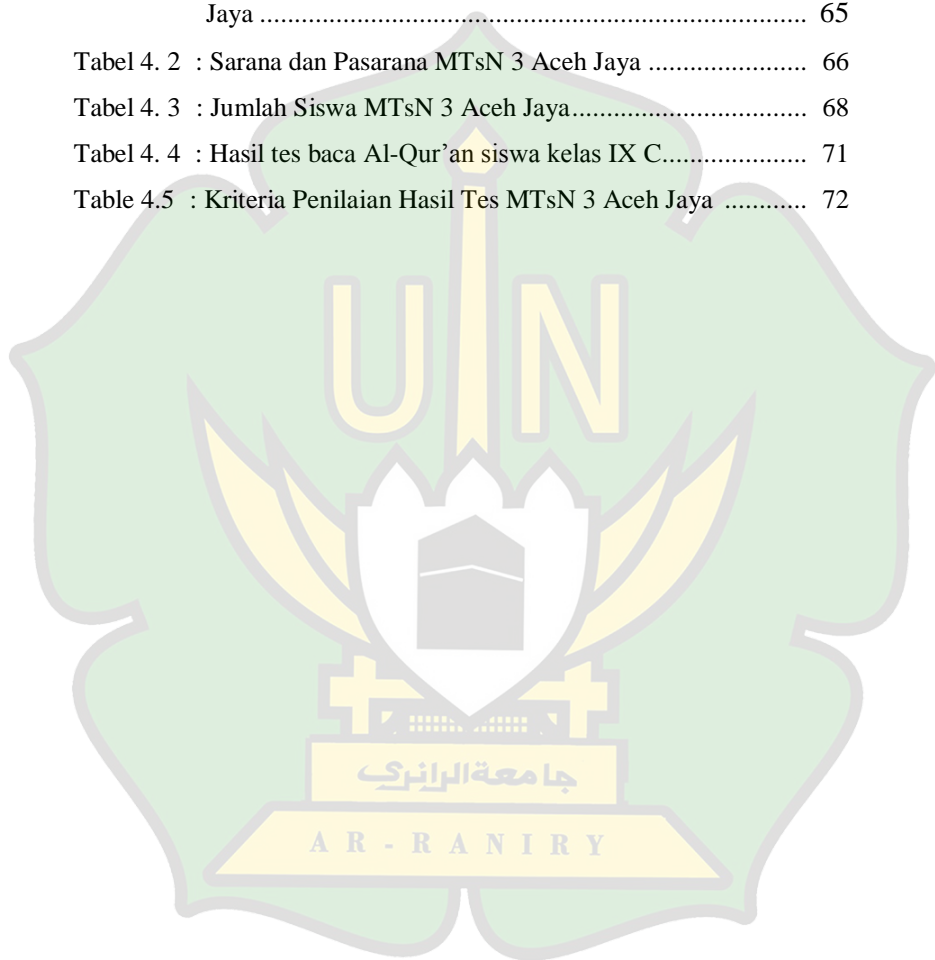 Jaya ................................................................................ 65
Tabel 4. 2 : Sarana dan Pasarana MTsN 3 Aceh Jaya ....................... 66
Tabel 4. 3 : Jumlah Siswa MTsN 3 Aceh Jaya.................................. 68
Tabel 4. 4 : Hasil tes baca Al-Qur’an siswa kelas IX C..................... 71
Table 4.5 : Kriteria Penilaian Hasil Tes MTsN 3 Aceh Jaya ............ 72
UIN
جامعةالرانري
AR-RANIRY